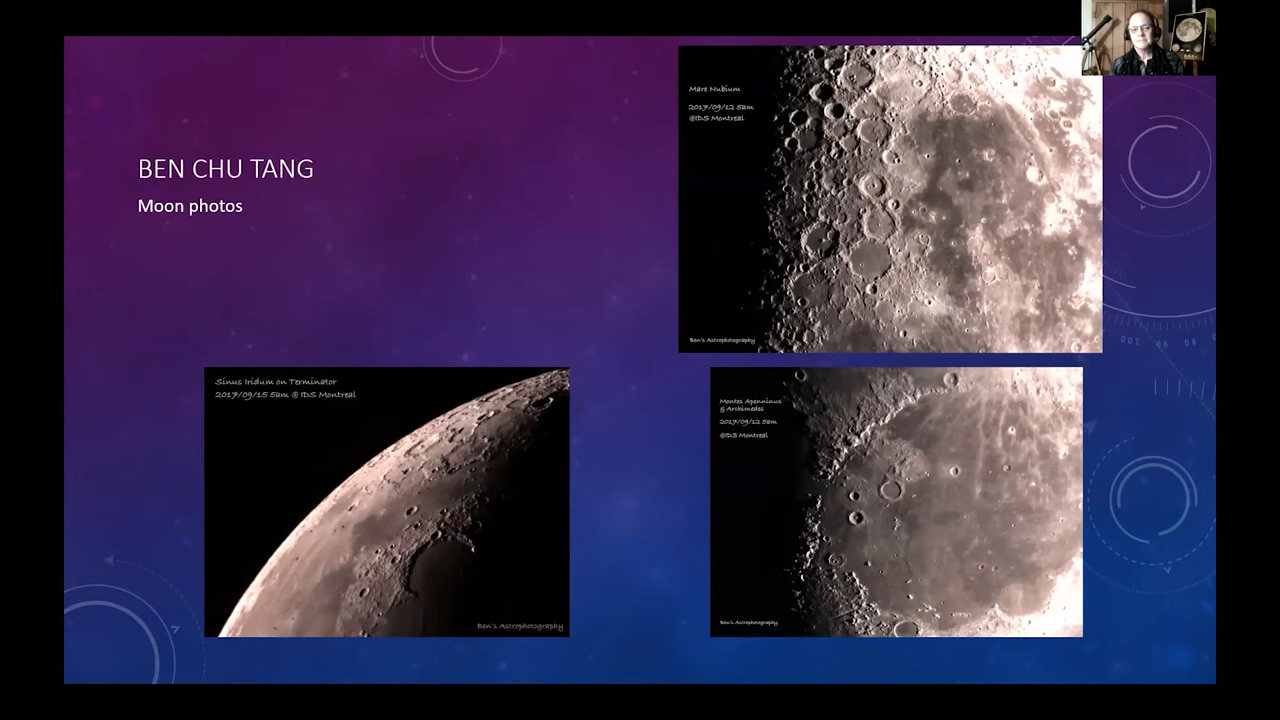 BEN CHU TANG
Moon photos
Mare Nubium
2017/09/12 5am
@IDS Montreal
Ben's Astrophotography
Sinus Iridum on Terminator
2017/09/15 5am @ IDS Montreal
Ben's Astrophotography
Montes Apenninus
& Archimedes
2017/09/12 5am
@IDS Montreal
Ben's Astrophotography